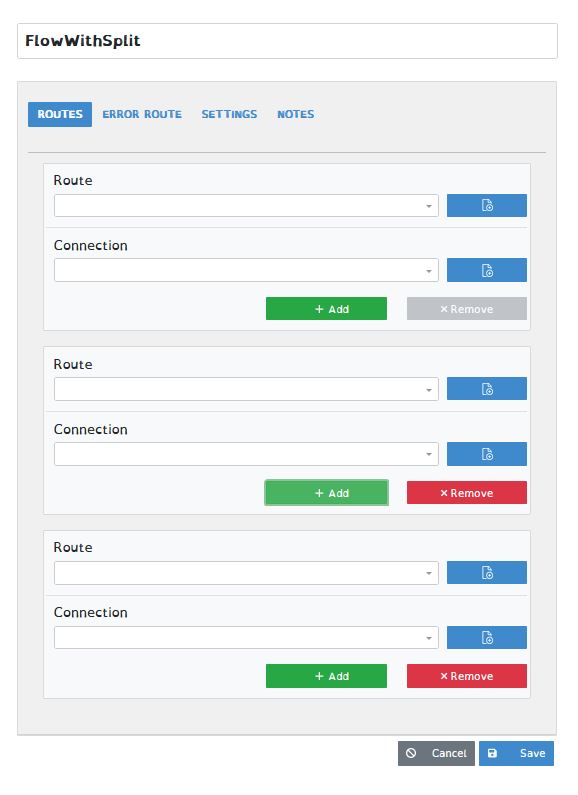 FlowWithSplit
ROUTES ERROR ROUTE SETTINGS NOTES
Route
Connection
+ Add × Remove
Route
Connection
+ Add × Remove
Route
Connection
+ Add × Remove
Cancel Save